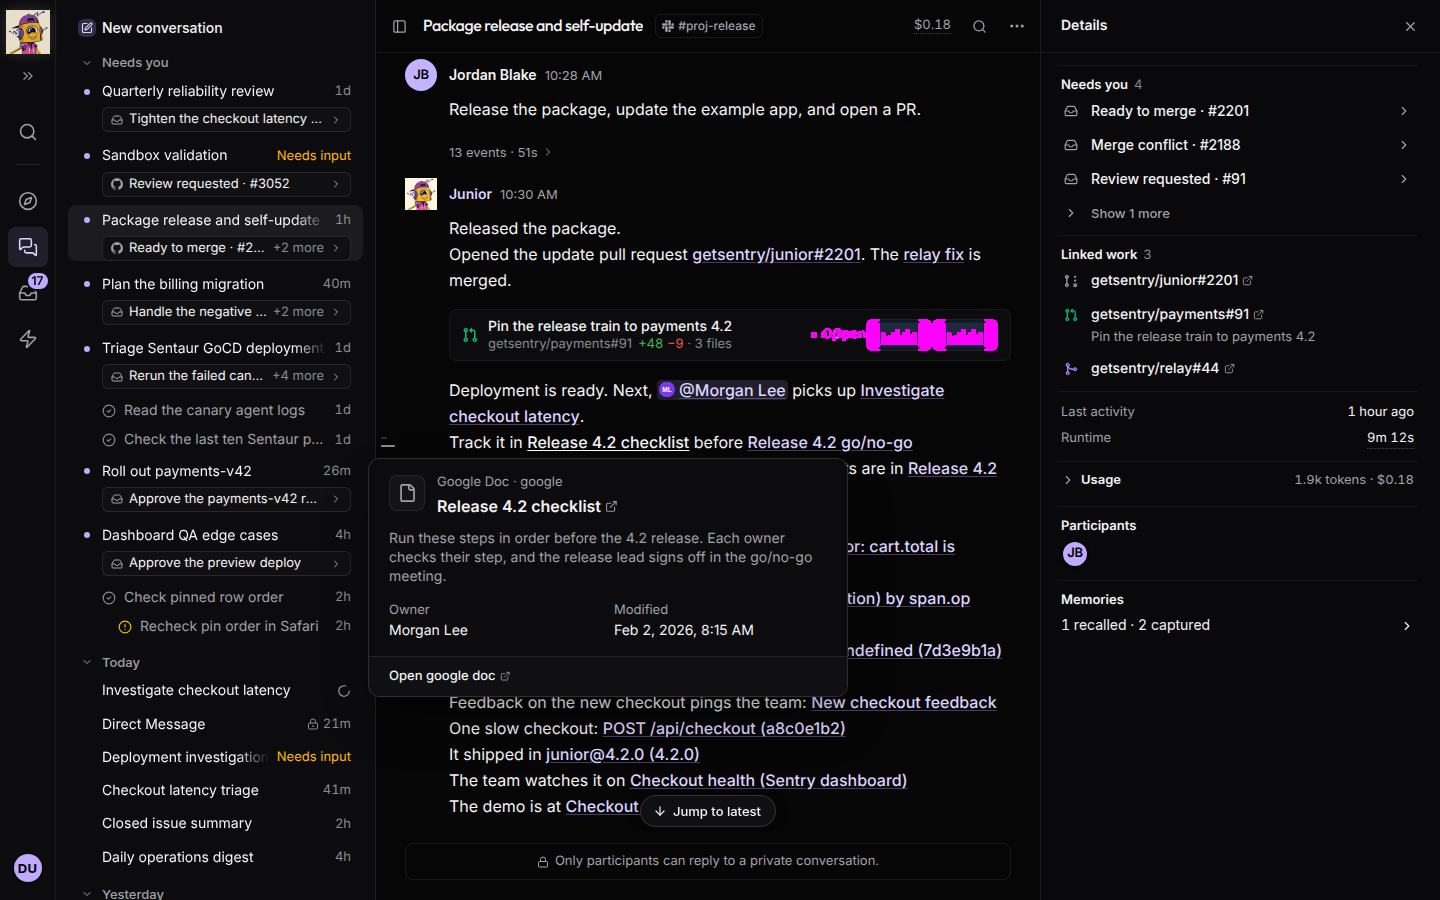 New conversation
Needs you
Quarterly reliability review 1d
Tighten the checkout latency ...
Sandbox validation Needs input
Review requested · #3052
Package release and self-update 1h
Ready to merge · #2... +2 more
Plan the billing migration 40m
Handle the negative ... +2 more
Triage Sentaur GoCD deployment 1d
Rerun the failed can... +4 more
Read the canary agent logs 1d
Check the last ten Sentaur p... 1d
Roll out payments-v42 26m
Approve the payments-v42 r...
Dashboard QA edge cases 4h
Approve the preview deploy
Check pinned row order 2h
Recheck pin order in Safari 2h
Today
Investigate checkout latency
Direct Message 21m
Deployment investigation Needs input
Checkout latency triage 41m
Closed issue summary 2h
Daily operations digest 4h
Yesterday
17
DU
Package release and self-update #proj-release $0.18
JB Jordan Blake 10:28 AM
Release the package, update the example app, and open a PR.
13 events · 51s
Junior 10:30 AM
Released the package.
Opened the update pull request getsentry/junior#2201. The relay fix is
merged.
Pin the release train to payments 4.2
getsentry/payments#91 +48 −9 · 3 files
Deployment is ready. Next, ML @Morgan Lee picks up Investigate
checkout latency.
Track it in Release 4.2 checklist before Release 4.2 go/no-go
s are in Release 4.2
Google Doc · google
Release 4.2 checklist
Run these steps in order before the 4.2 release. Each owner
checks their step, and the release lead signs off in the go/no-go
meeting.
Owner Modified
Morgan Lee Feb 2, 2026, 8:15 AM
Open google doc
or: cart.total is
tion) by span.op
ndefined (7d3e9b1a)
Feedback on the new checkout pings the team: New checkout feedback
One slow checkout: POST /api/checkout (a8c0e1b2)
It shipped in junior@4.2.0 (4.2.0)
The team watches it on Checkout health (Sentry dashboard)
The demo is at Checkout
Jump to latest
Only participants can reply to a private conversation.
Details
Needs you 4
Ready to merge · #2201
Merge conflict · #2188
Review requested · #91
Show 1 more
Linked work 3
getsentry/junior#2201
getsentry/payments#91
Pin the release train to payments 4.2
getsentry/relay#44
Last activity 1 hour ago
Runtime 9m 12s
Usage 1.9k tokens · $0.18
Participants
JB
Memories
1 recalled · 2 captured